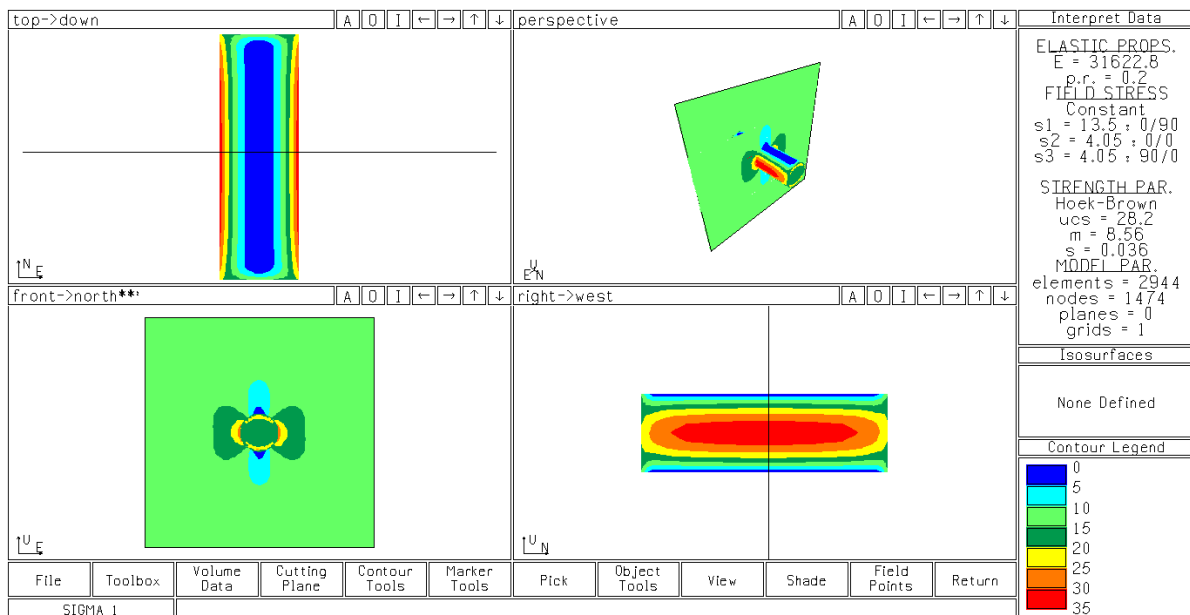 top->down A O I ← → ↑ ↓
perspective A O I ← → ↑ ↓
Interpret Data
ELASTIC PROPS.
E = 31622.8
p.r. = 0.2
FIELD STRESS
Constant
s1 = 13.5 : 0/90
s2 = 4.05 : 0/0
s3 = 4.05 : 90/0
STRENGTH PAR.
Hoek-Brown
ucs = 28.2
m = 8.56
s = 0.036
MODEL PAR.
elements = 2944
nodes = 1474
planes = 0
grids = 1
N E
U E N
front->north**' A O I ← → ↑ ↓
right->west A O I ← → ↑ ↓
Isosurfaces
None Defined
Contour Legend
0
5
10
15
20
25
30
35
U E
U N
File Toolbox Volume Data Cutting Plane Contour Tools Marker Tools Pick Object Tools View Shade Field Points Return
SIGMA 1